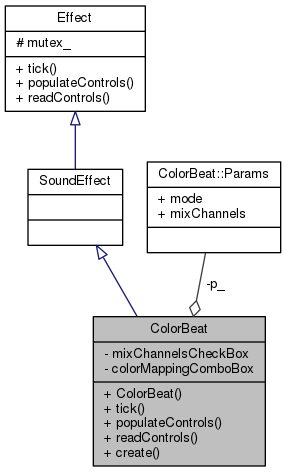 Effect
# mutex_
+ tick()
+ populateControls()
+ readControls()
SoundEffect
ColorBeat::Params
+ mode
+ mixChannels
-p_
ColorBeat
- mixChannelsCheckBox
- colorMappingComboBox
+ ColorBeat()
+ tick()
+ populateControls()
+ readControls()
+ create()